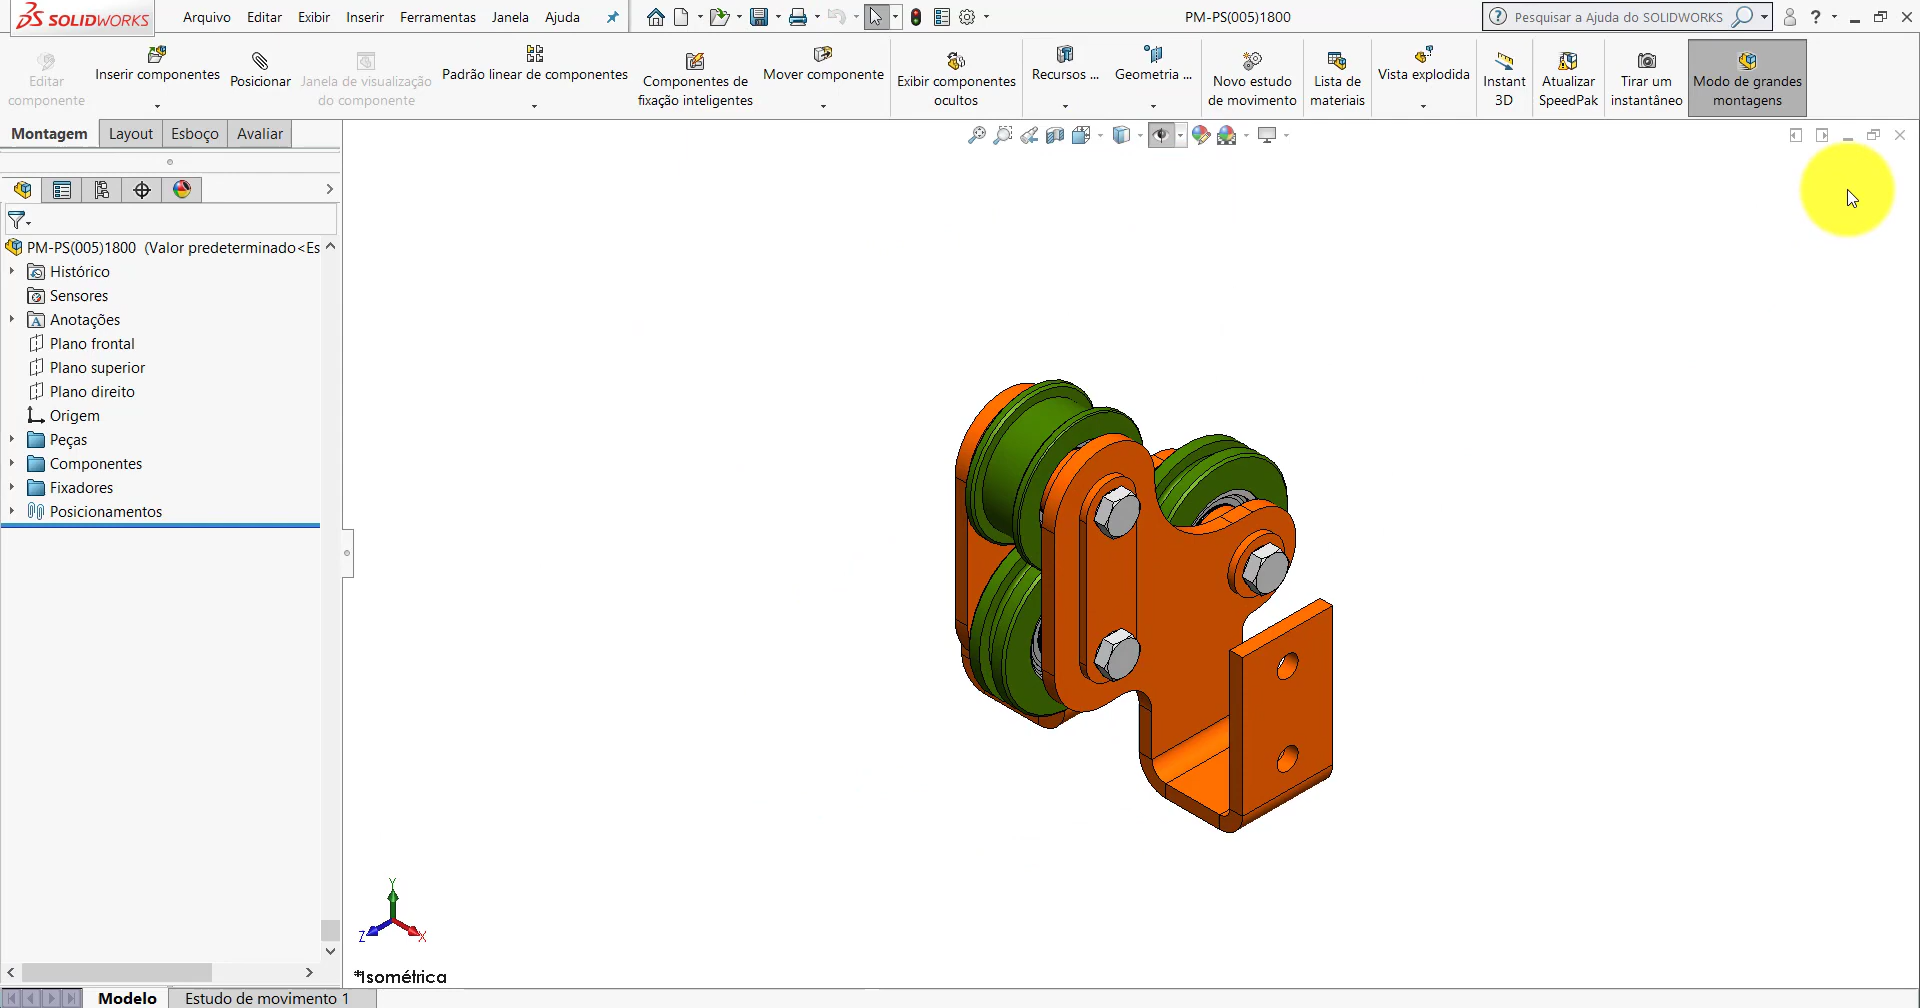 SOLIDWORKS Arquivo Editar Exibir Inserir Ferramentas Janela Ajuda PM-PS(005)1800 Pesquisar a Ajuda do SOLIDWORKS ?
Editar componente
Inserir componentes
Posicionar
Janela de visualização do componente
Padrão linear de componentes
Componentes de fixação inteligentes
Mover componente
Exibir componentes ocultos
Recursos ...
Geometria ...
Novo estudo de movimento
Lista de materiais
Vista explodida
Instant 3D
Atualizar SpeedPak
Tirar um instantâneo
Modo de grandes montagens
Montagem Layout Esboço Avaliar
PM-PS(005)1800 (Valor predeterminado<Es
Histórico
Sensores
Anotações
Plano frontal
Plano superior
Plano direito
Origem
Peças
Componentes
Fixadores
Posicionamentos
Y
Z X
*Isométrica
Modelo Estudo de movimento 1